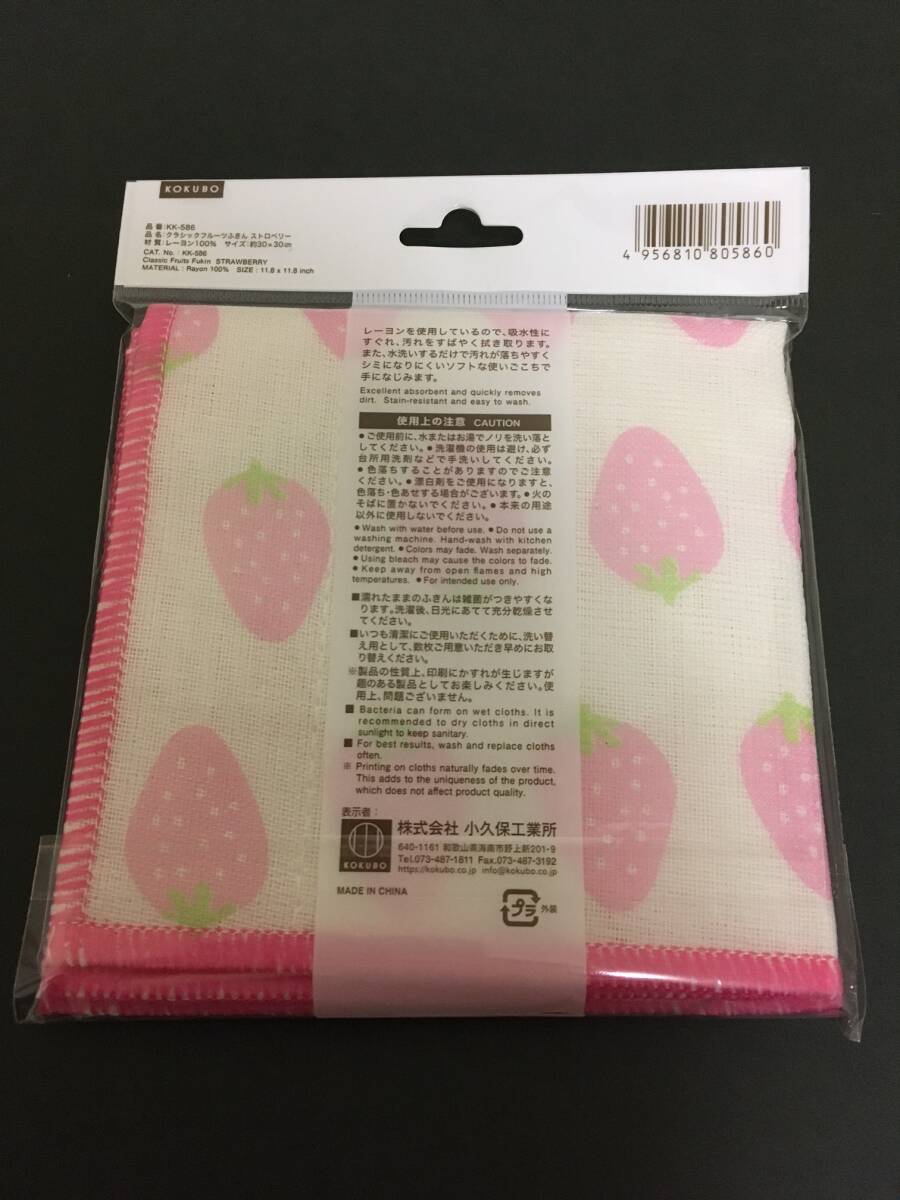 KOKUBO
品 番:KK-586
品 名:クラシックフルーツふきん ストロベリー
材 質:レーヨン100% サイズ:約30×30㎝
CAT. No. : KK-586
Classic Fruits Fukin STRAWBERRY
MATERIAL : Rayon 100% SIZE : 11.8 x 11.8 inch
4 956810 805860
レーヨンを使用しているので、吸水性に
すぐれ、汚れをすばやく拭き取ります。
また、水洗いするだけで汚れが落ちやすく
シミになりにくいソフトな使いごこちで
手になじみます。
Excellent absorbent and quickly removes
dirt. Stain-resistant and easy to wash.
使用上の注意 CAUTION
●ご使用前に、水またはお湯でノリを洗い落と
してください。●洗濯機の使用は避け、必ず
台所用洗剤などで手洗いしてください。
●色落ちすることがありますのでご注意
ください。●漂白剤をご使用になりますと、
色落ち・色あせする場合がございます。●火の
そばに置かないでください。●本来の用途
以外に使用しないでください。
●Wash with water before use. ●Do not use a
washing machine. Hand-wash with kitchen
detergent. ●Colors may fade. Wash separately.
●Using bleach may cause the colors to fade.
●Keep away from open flames and high
temperatures. ●For intended use only.
■濡れたままのふきんは雑菌がつきやすくな
ります。洗濯後、日光にあてて充分乾燥させ
てください。
■いつも清潔にご使用いただくために、洗い替
え用として、数枚ご用意いただき早めにお取
り替えください。
※製品の性質上、印刷にかすれが生じますが
趣のある製品としてお楽しみください。使
用上、問題ございません。
■ Bacteria can form on wet cloths. It is
recommended to dry cloths in direct
sunlight to keep sanitary.
■ For best results, wash and replace cloths
often.
※ Printing on cloths naturally fades over time.
This adds to the uniqueness of the product,
which does not affect product quality.
表示者:
KOKUBO
株式会社 小久保工業所
640-1161 和歌山県海南市野上新201-9
Tel.073-487-1811 Fax.073-487-3192
https://kokubo.co.jp info@kokubo.co.jp
MADE IN CHINA
プラ 外装